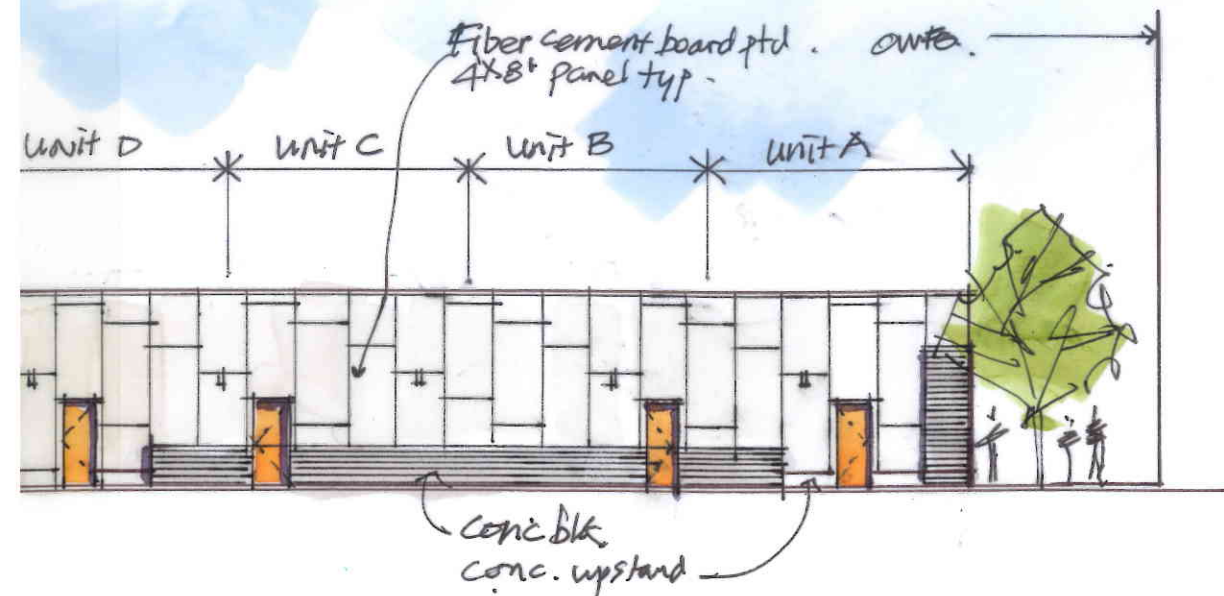 Fiber cement board ptd.
4x8' panel typ.
unit D
unit C
unit B
unit A
conc blk.
conc. upstand